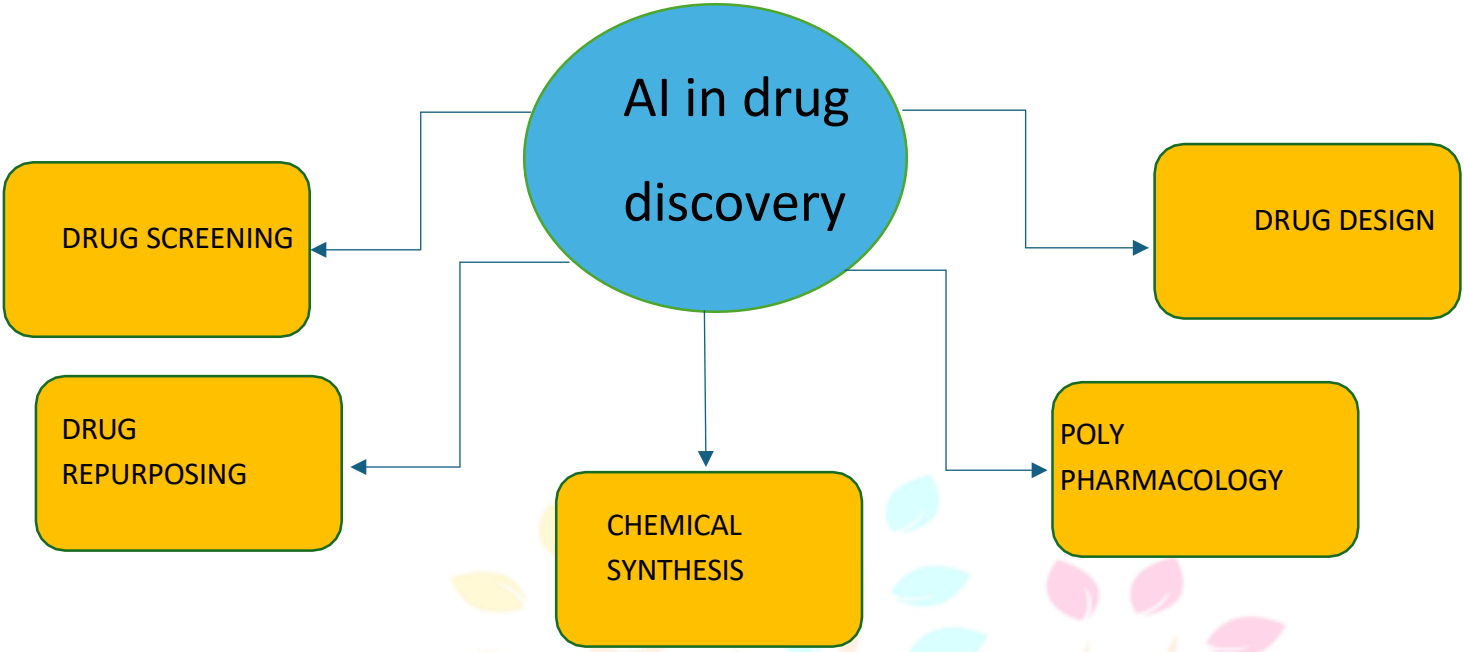 AI in drug
discovery
DRUG SCREENING
DRUG DESIGN
DRUG
REPURPOSING
POLY
PHARMACOLOGY
CHEMICAL
SYNTHESIS